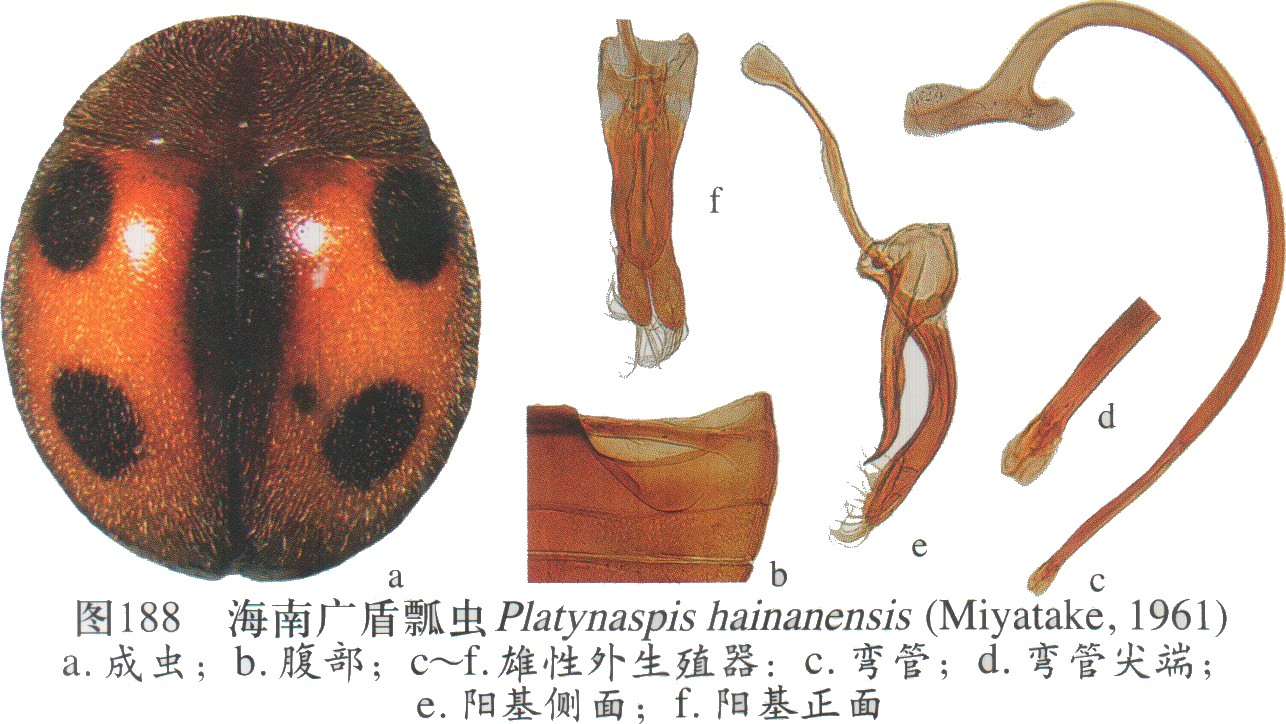 f
d
e
a
b
c
图188 海南广盾瓢虫 Platynaspis hainanensis (Miyatake, 1961)
a. 成虫; b. 腹部; c~f. 雄性外生殖器: c. 弯管; d. 弯管尖端;
e. 阳基侧面; f. 阳基正面